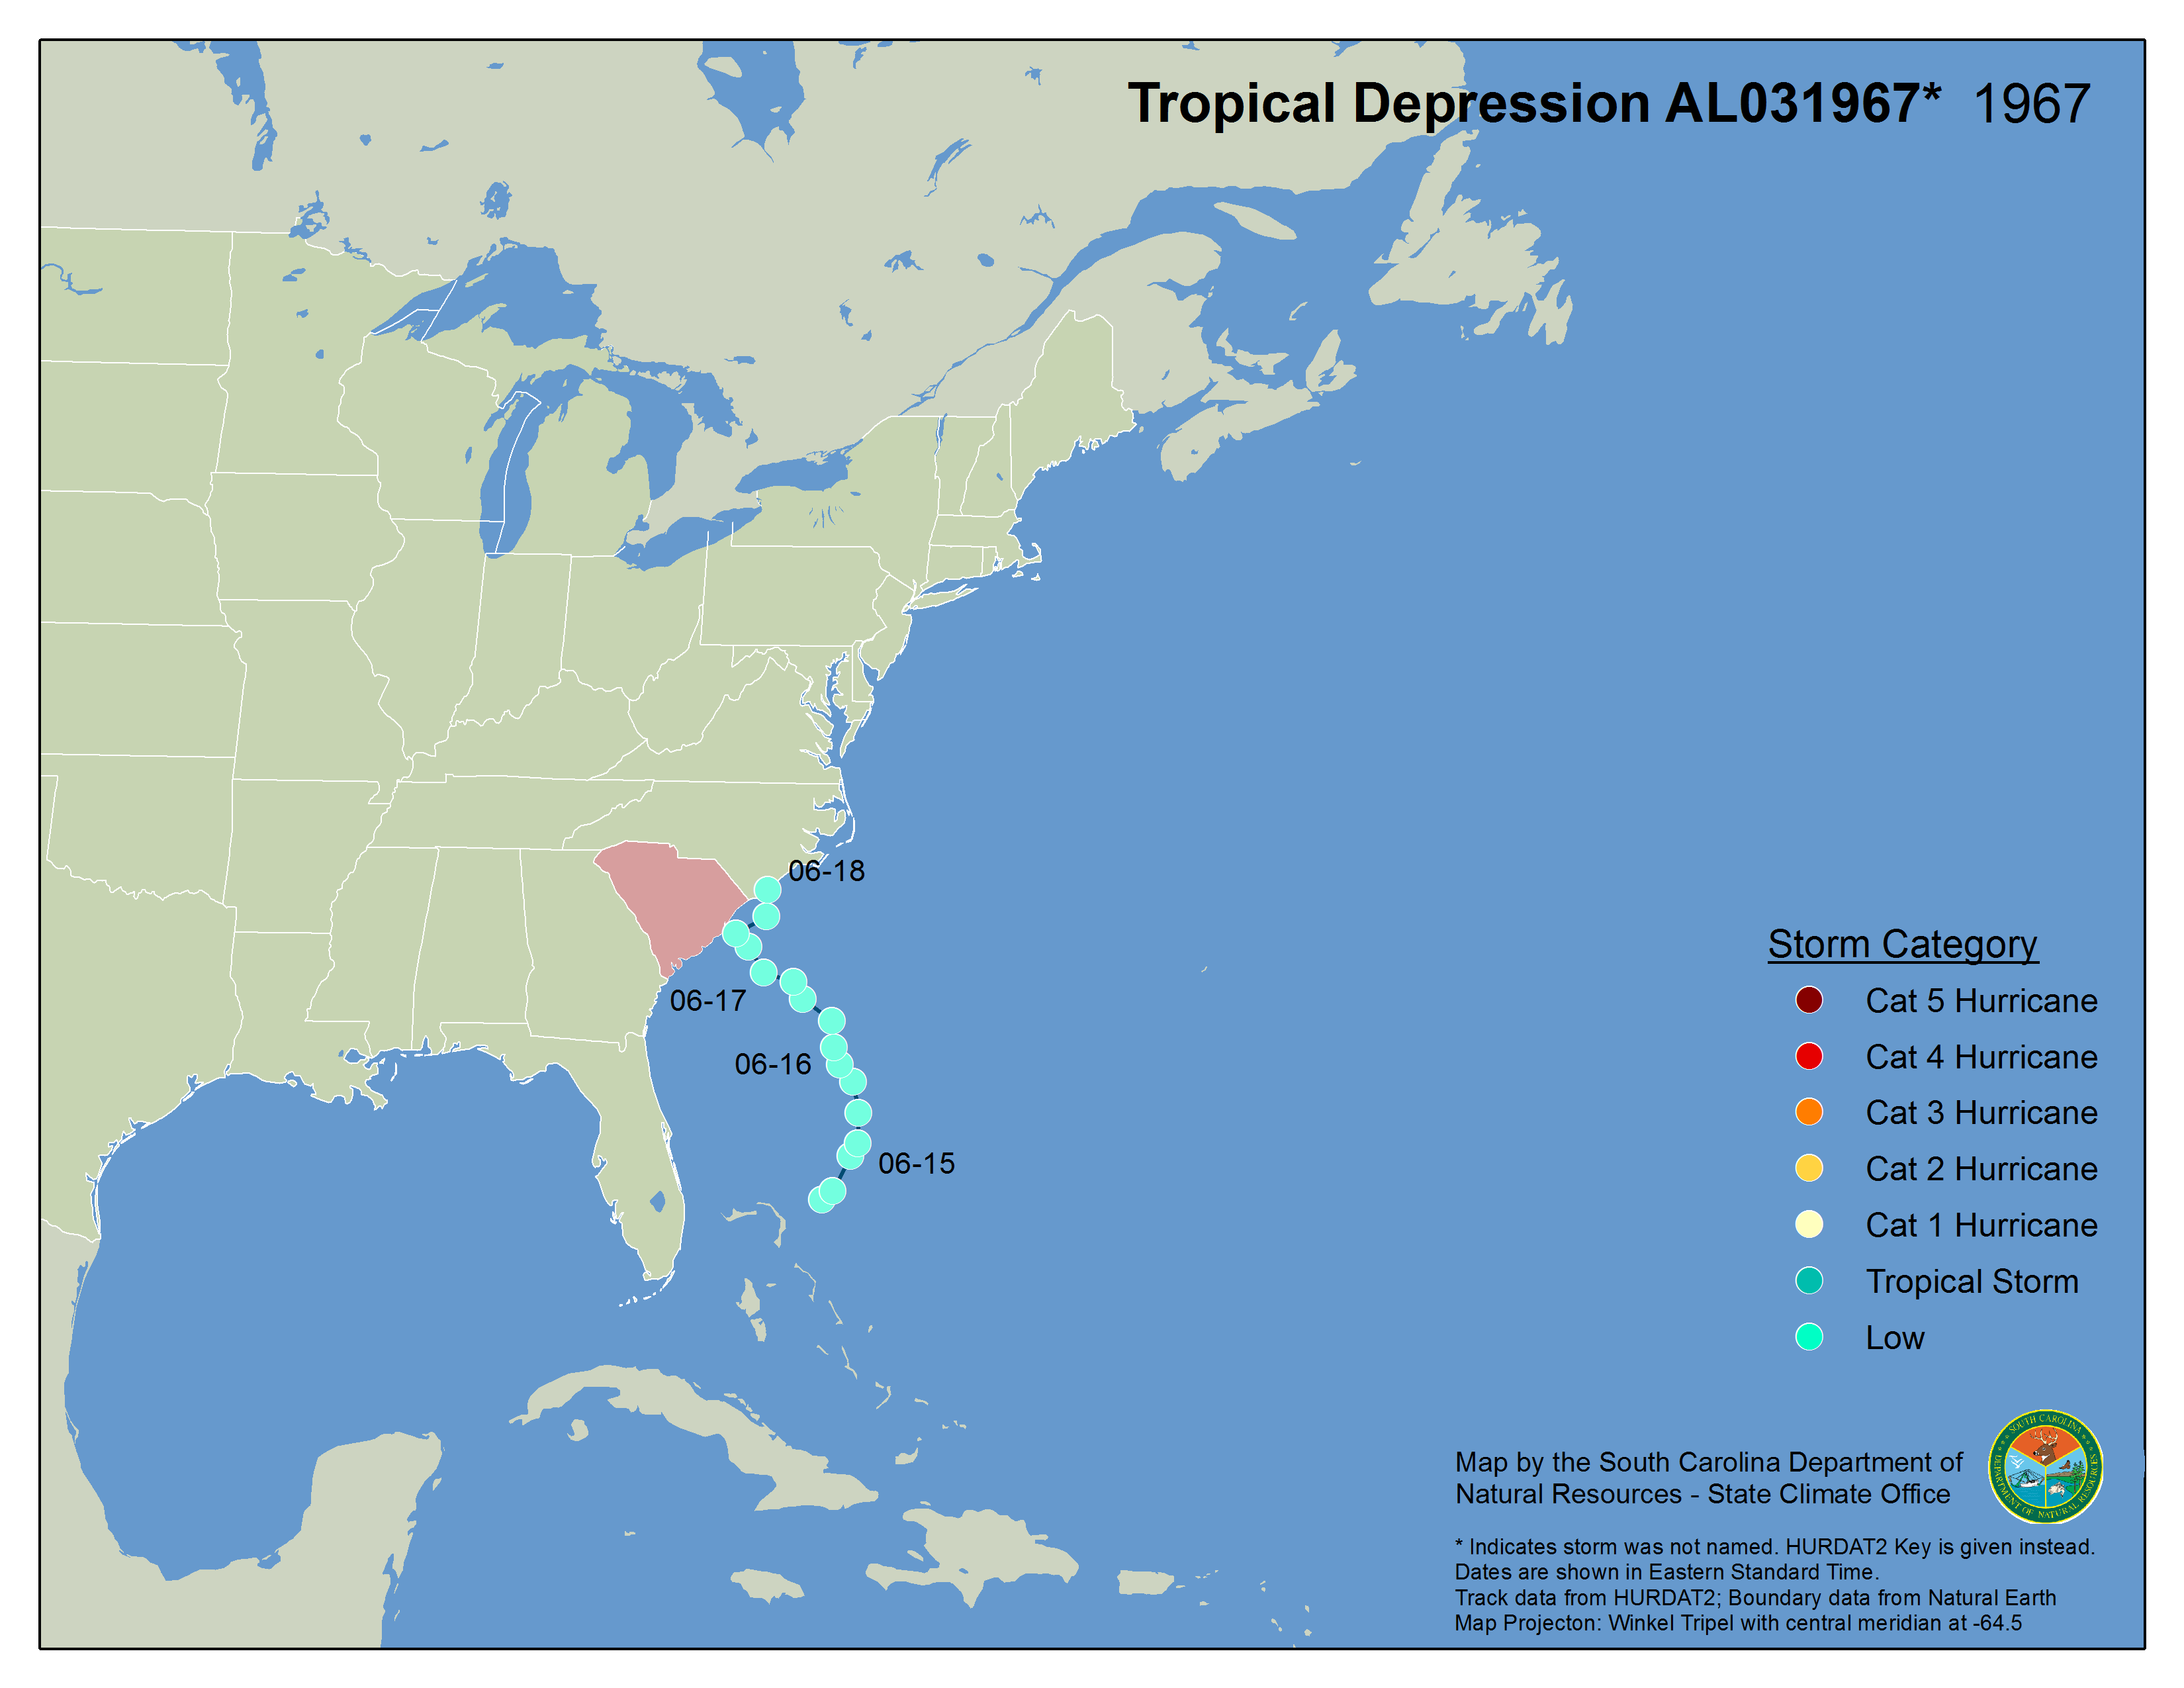 Tropical Depression AL031967* 1967
06-18
06-17
06-16
06-15
Storm Category
Cat 5 Hurricane
Cat 4 Hurricane
Cat 3 Hurricane
Cat 2 Hurricane
Cat 1 Hurricane
Tropical Storm
Low
Map by the South Carolina Department of
Natural Resources - State Climate Office
SOUTH CAROLINA
DEPARTMENT OF NATURAL RESOURCES
* Indicates storm was not named. HURDAT2 Key is given instead.
Dates are shown in Eastern Standard Time.
Track data from HURDAT2; Boundary data from Natural Earth
Map Projecton: Winkel Tripel with central meridian at -64.5